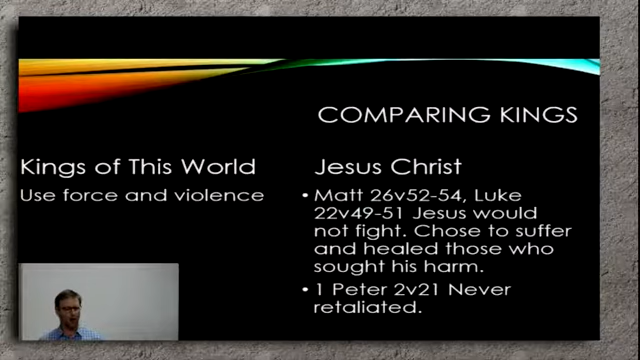 COMPARING KINGS
Kings of This World
Use force and violence
Jesus Christ
• Matt 26v52-54, Luke
22v49-51 Jesus would
not fight. Chose to suffer
and healed those who
sought his harm.
• 1 Peter 2v21 Never
retaliated.